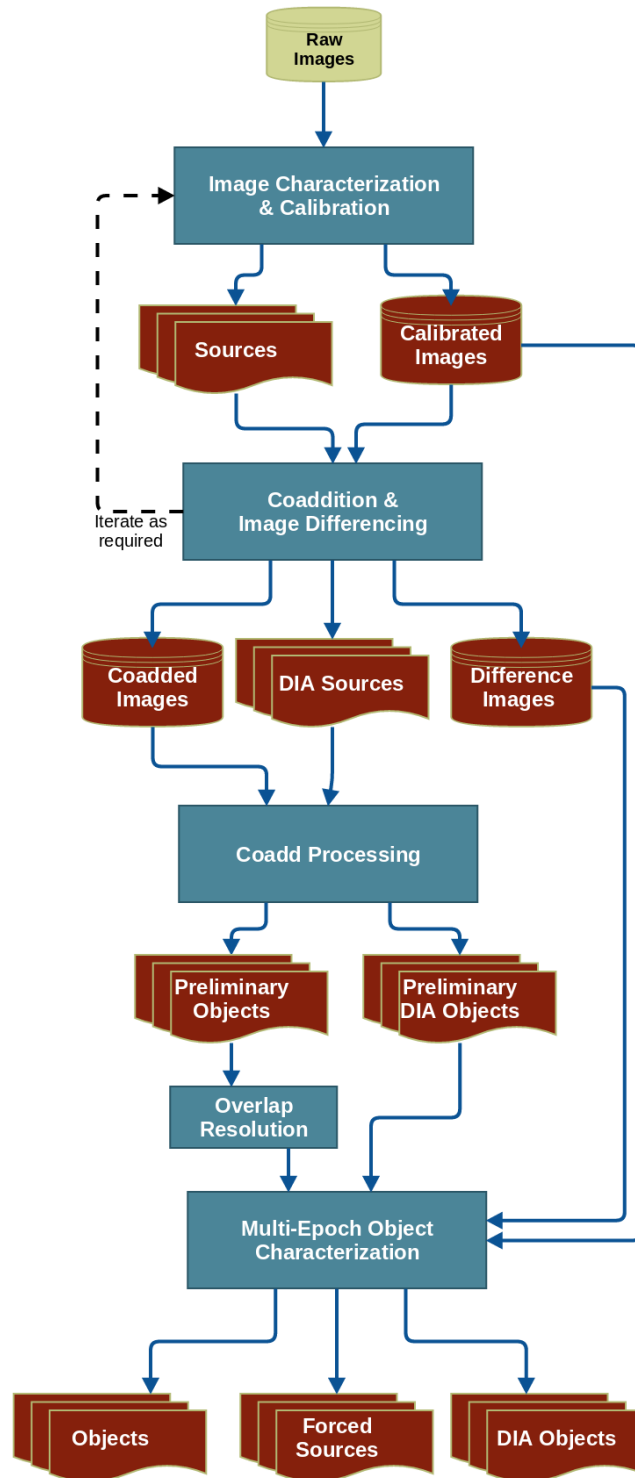 Raw
Images
Image Characterization
& Calibration
Sources
Calibrated
Images
Coaddition &
Image Differencing
Iterate as
required
Coadded
Images
DIA Sources
Difference
Images
Coadd Processing
Preliminary
Objects
Preliminary
DIA Objects
Overlap
Resolution
Multi-Epoch Object
Characterization
Objects
Forced
Sources
DIA Objects